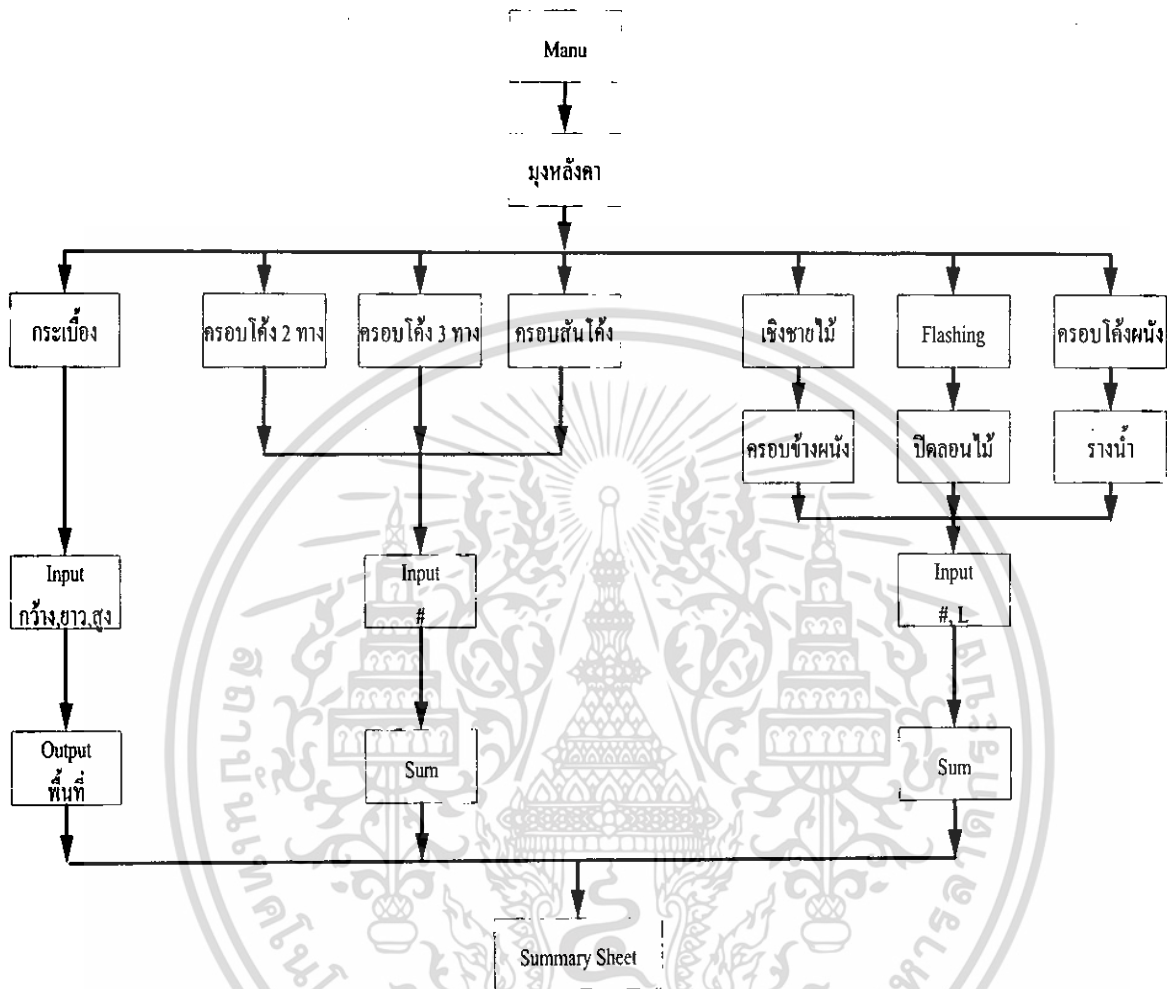 Manu
มุงหลังคา
กระเบื้อง
ครอบโค้ง 2 ทาง
ครอบโค้ง 3 ทาง
ครอบสันโค้ง
เชิงชายไม้
Flashing
ครอบโค้งผนัง
ครอบข้างผนัง
ปิดลอนไม้
รางน้ำ
Input
กว้าง,ยาว,สูง
Input
#
Input
#, L
Output
พื้นที่
Sum
Sum
Summary Sheet